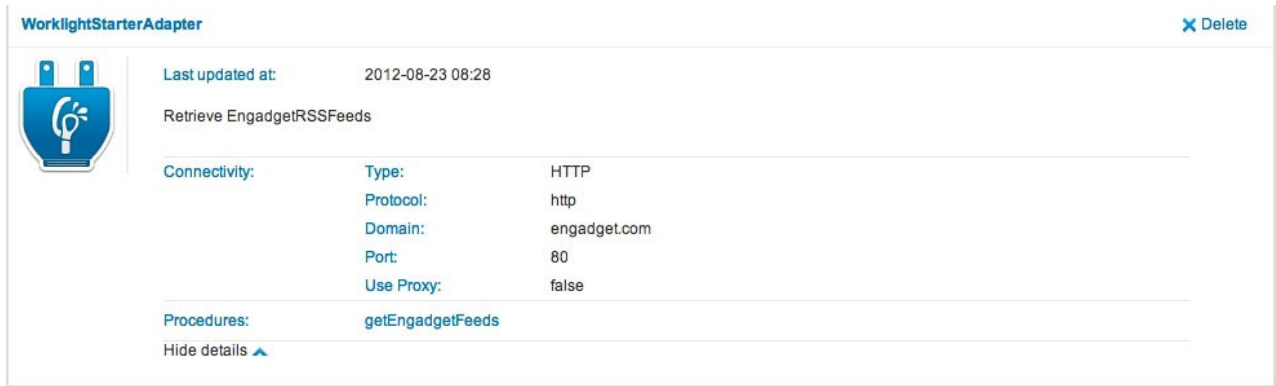 WorklightStarterAdapter Delete
Last updated at: 2012-08-23 08:28
Retrieve EngadgetRSSFeeds
Connectivity: Type: HTTP
Protocol: http
Domain: engadget.com
Port: 80
Use Proxy: false
Procedures: getEngadgetFeeds
Hide details